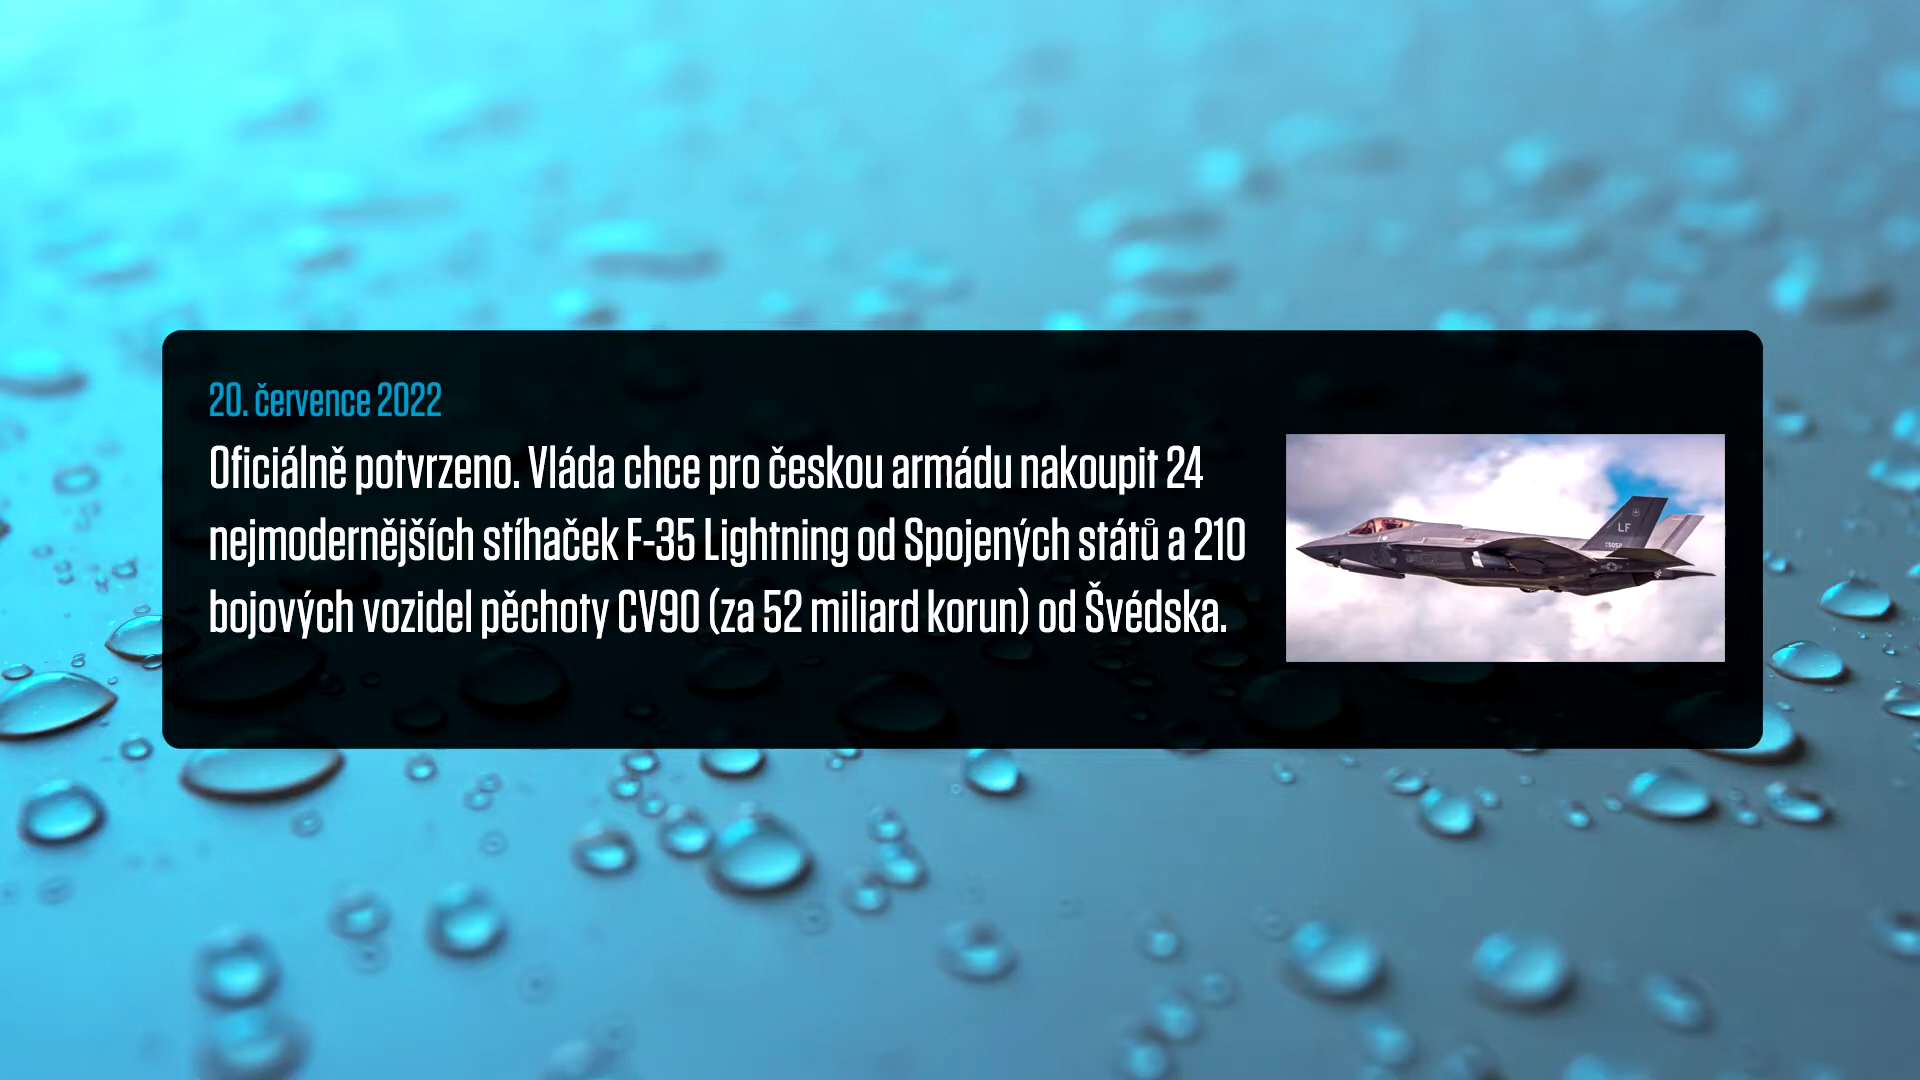 20. července 2022
Oficiálně potvrzeno. Vláda chce pro českou armádu nakoupit 24
nejmodernějších stíhaček F-35 Lightning od Spojených států a 210
bojových vozidel pěchoty CV90 (za 52 miliard korun) od Švédska.
LF